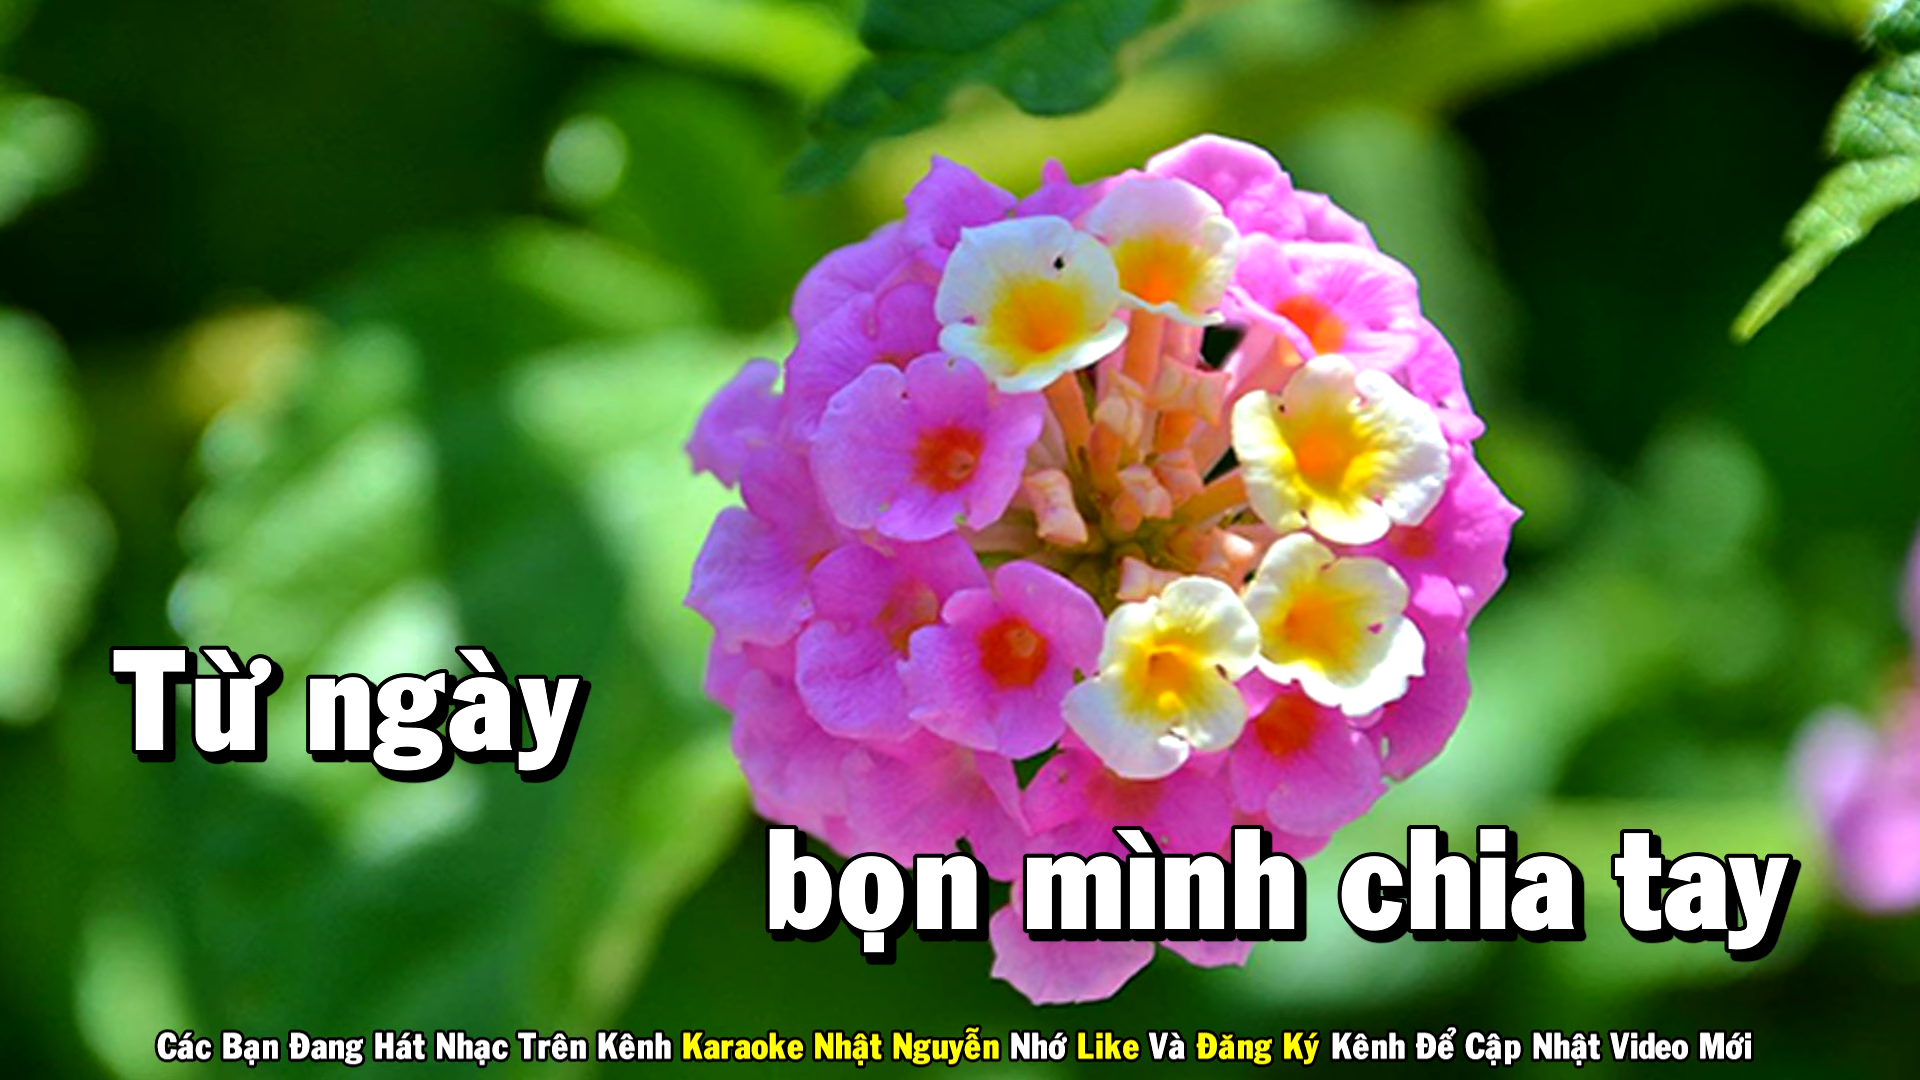 Từ ngày
bọn mình chia tay
Các Bạn Đang Hát Nhạc Trên Kênh Karaoke Nhật Nguyễn Nhớ Like Và Đăng Ký Kênh Để Cập Nhật Video Mới